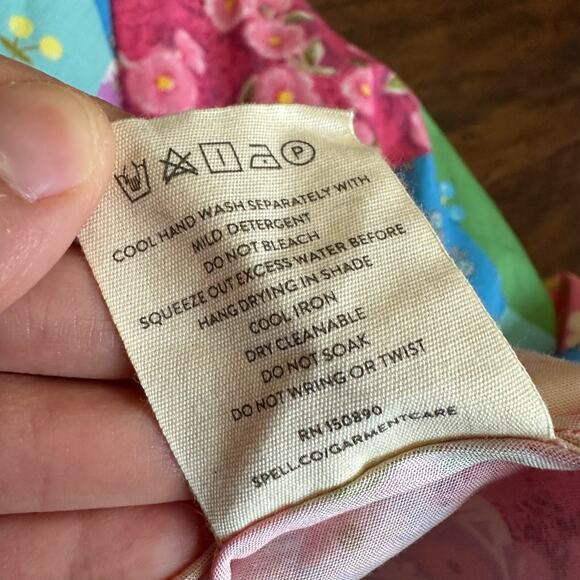 P
COOL HAND WASH SEPARATELY WITH
MILD DETERGENT
DO NOT BLEACH
SQUEEZE OUT EXCESS WATER BEFORE
HANG DRYING IN SHADE
COOL IRON
DRY CLEANABLE
DO NOT SOAK
DO NOT WRING OR TWIST
RN 150890
SPELL.CO/GARMENTCARE